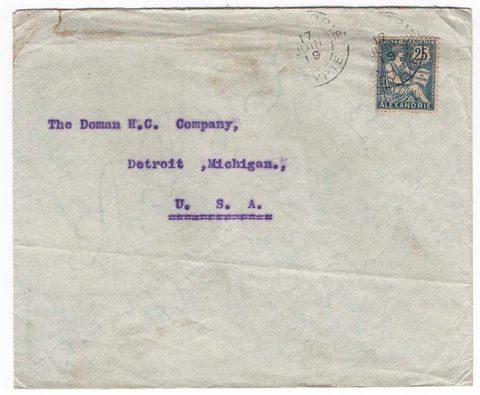 17
JUIN
19
EGYPTE
25
ALEXANDRIE
The Doman H.C. Company,
Detroit ,Michigan.,
U. S. A.